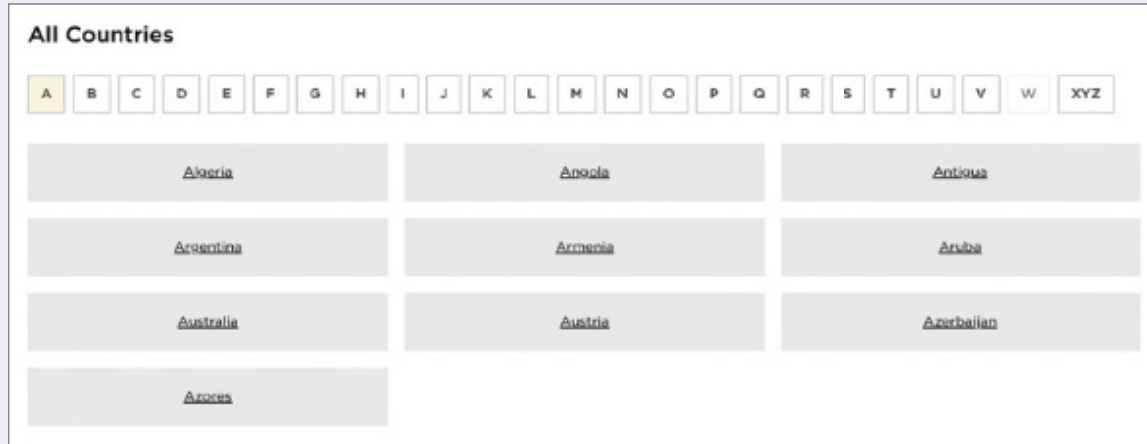 All Countries
A B C D E F G H I J K L M N O P Q R S T U V W XYZ
Algeria Angola Antigua
Argentina Armenia Aruba
Australia Austria Azerbaijan
Azores